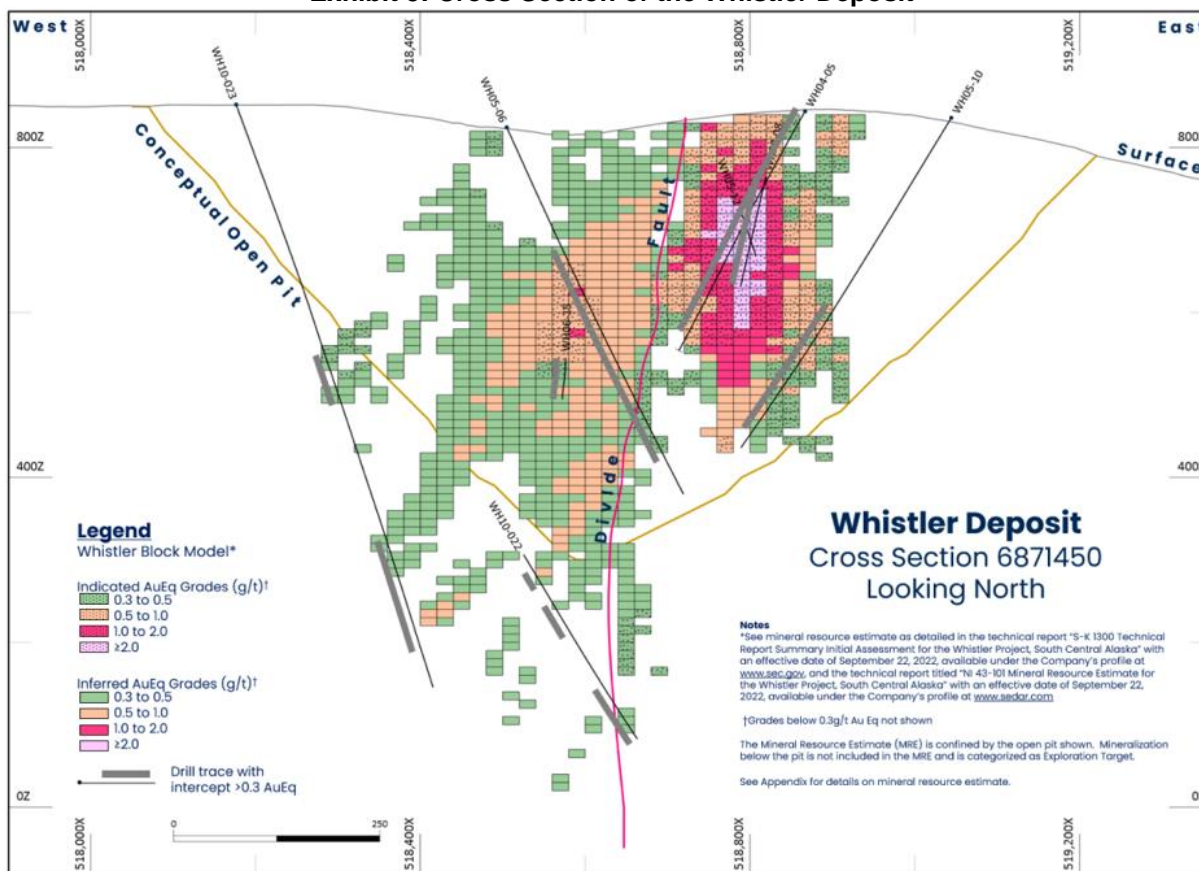 Exhibit 3: Cross Section of the Whistler Deposit
West
East
518,000X
518,400X
518,800X
519,200X
WH10-023
WH05-06
WH04-05
WH05-10
800Z
800
Surface
Conceptual Open Pit
Fault
WH06-15
400Z
400
Divide
WH10-022
Whistler Deposit
Cross Section 6871450
Looking North
Legend
Whistler Block Model*
Indicated AuEq Grades (g/t)†
0.3 to 0.5
0.5 to 1.0
1.0 to 2.0
≥2.0
Inferred AuEq Grades (g/t)†
0.3 to 0.5
0.5 to 1.0
1.0 to 2.0
≥2.0
Drill trace with
intercept >0.3 AuEq
Notes
*See mineral resource estimate as detailed in the technical report "S-K 1300 Technical
Report Summary Initial Assessment for the Whistler Project, South Central Alaska" with
an effective date of September 22, 2022, available under the Company's profile at
www.sec.gov, and the technical report titled "NI 43-101 Mineral Resource Estimate for
the Whistler Project, South Central Alaska" with an effective date of September 22,
2022, available under the Company's profile at www.sedar.com
†Grades below 0.3g/t Au Eq not shown
The Mineral Resource Estimate (MRE) is confined by the open pit shown. Mineralization
below the pit is not included in the MRE and is categorized as Exploration Target.
See Appendix for details on mineral resource estimate.
0Z
0
0 250
518,000X
518,400X
518,800X
519,200X